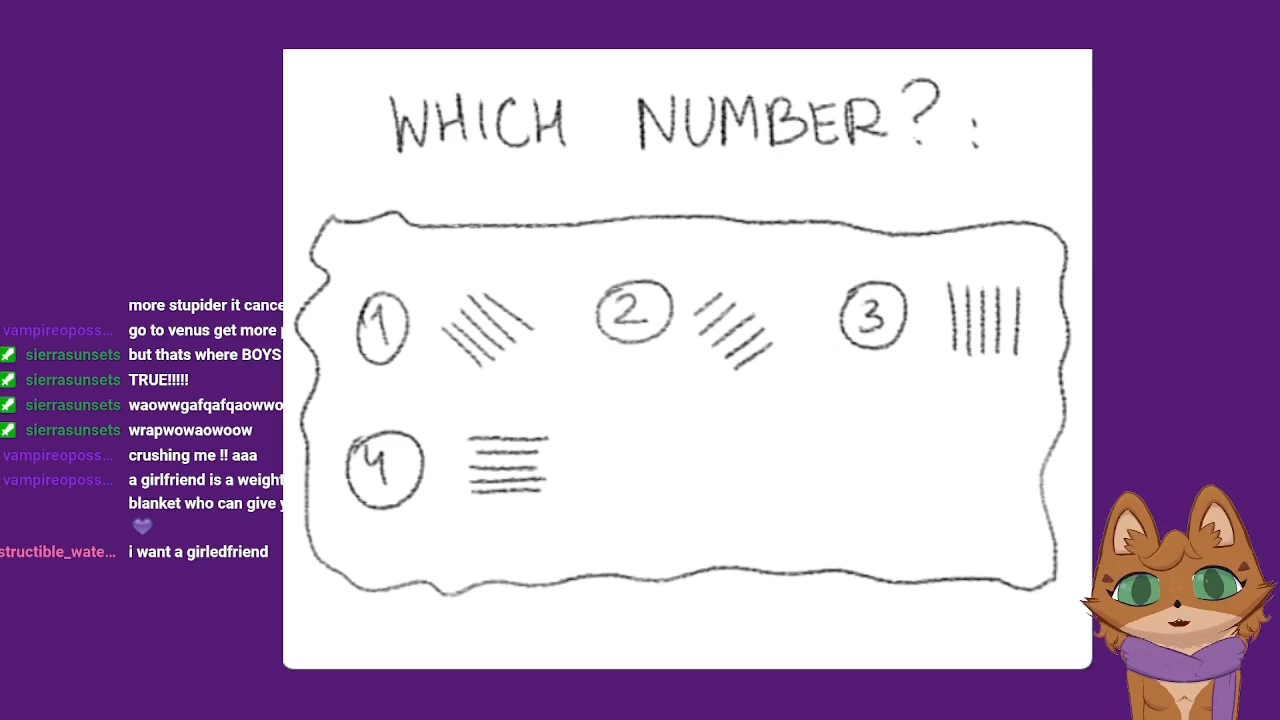 WHICH NUMBER?:
1 2 3
4
more stupider it cance
vampireoposs... go to venus get more
sierrasunsets but thats where BOYS
sierrasunsets TRUE!!!!!
sierrasunsets waowwgafqafqaowwo
sierrasunsets wrapwowaowoow
vampireoposs... crushing me !! aaa
vampireoposs... a girlfriend is a weight
blanket who can give
structible_wate... i want a girledfriend